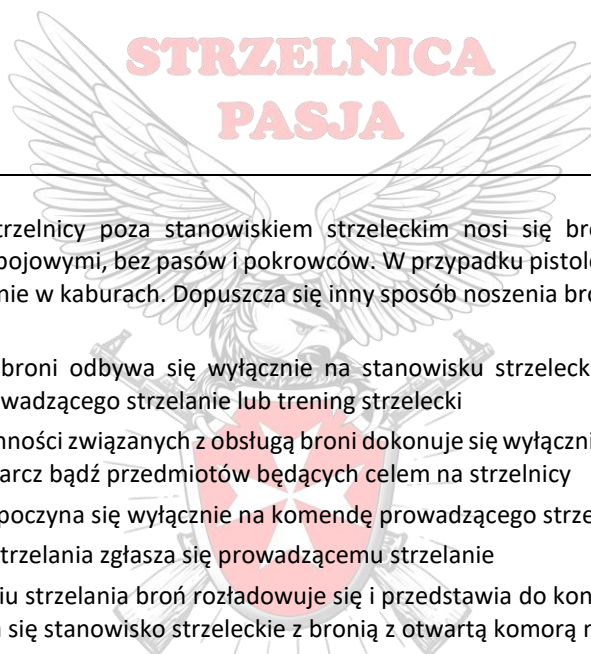 STRZELNICA
PASJA
trzelnicy poza stanowiskiem strzeleckim nosi się bro
bojowymi, bez pasów i pokrowców. W przypadku pistole
nie w kaburach. Dopuszcza się inny sposób noszenia bro
broni odbywa się wyłącznie na stanowisku strzeleck
wadzącego strzelanie lub trening strzelecki
nności związanych z obsługą broni dokonuje się wyłączni
arcz bądź przedmiotów będących celem na strzelnicy
poczyna się wyłącznie na komendę prowadzącego strze
trzelania zgłasza się prowadzącemu strzelanie
iu strzelania broń rozładowuje się i przedstawia do kon
a się stanowisko strzeleckie z bronią z otwartą komorą n